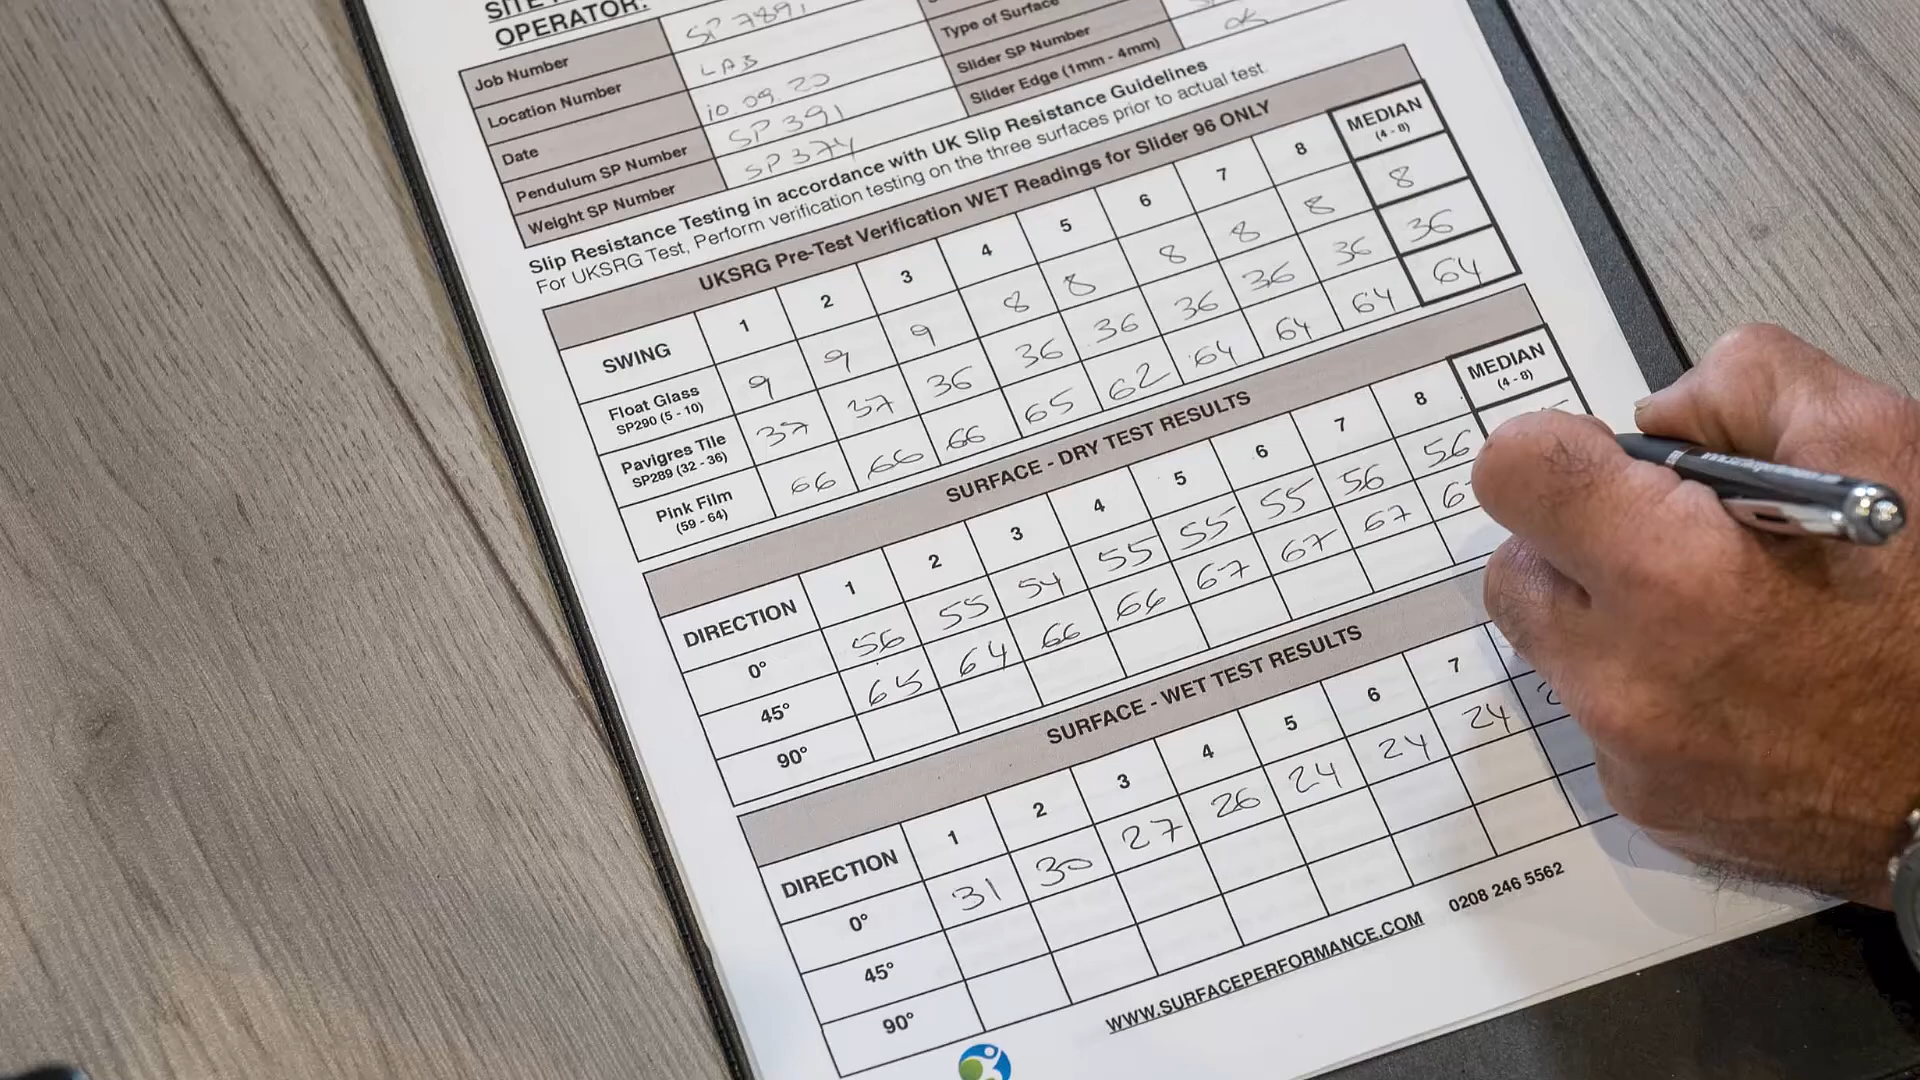 OPERATOR:
Job Number SP 7891 Type of Surface
Location Number LAB Slider SP Number
Date 10 09 20 Slider Edge (1mm - 4mm) OK
Pendulum SP Number SP 391
Weight SP Number SP 374
Slip Resistance Testing in accordance with UK Slip Resistance Guidelines
For UKSRG Test, Perform verification testing on the three surfaces prior to actual test
UKSRG Pre-Test Verification WET Readings for Slider 96 ONLY
SWING 1 2 3 4 5 6 7 8 MEDIAN
(4 - 8)
Float Glass 9 9 9 8 8 8 8 8 8
SP290 (5 - 10)
Pavigres Tile 37 37 36 36 36 36 36 36 36
SP289 (32 - 36)
Pink Film 66 66 66 65 62 64 64 64 64
(59 - 64)
SURFACE - DRY TEST RESULTS
DIRECTION 1 2 3 4 5 6 7 8 MEDIAN
(4 - 8)
0° 56 55 54 55 55 55 56 56
45° 65 64 66 66 67 67 67
90°
SURFACE - WET TEST RESULTS
DIRECTION 1 2 3 4 5 6 7
0° 31 30 27 26 24 24 24
45°
90°
WWW.SURFACEPERFORMANCE.COM 0208 246 5562